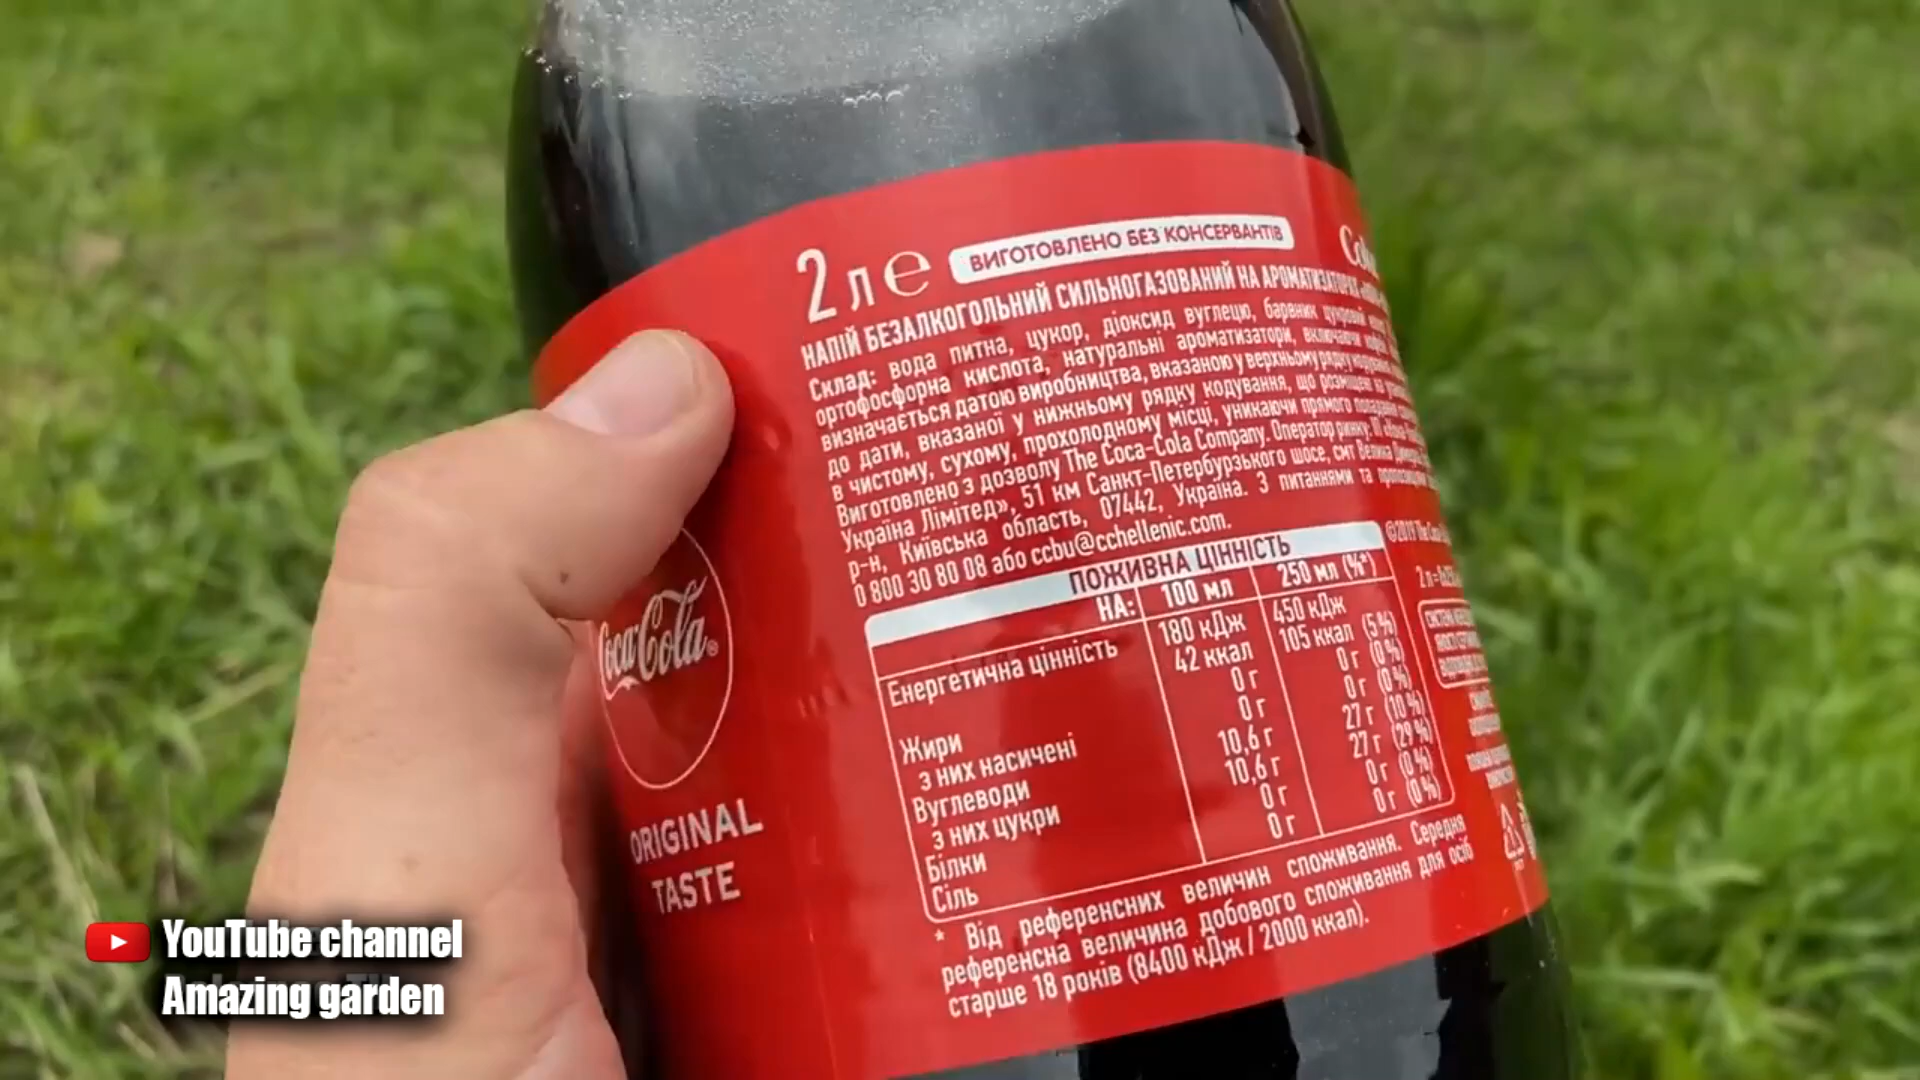 2 л ℮ ВИГОТОВЛЕНО БЕЗ КОНСЕРВАНТІВ
НАПІЙ БЕЗАЛКОГОЛЬНИЙ СИЛЬНОГАЗОВАНИЙ НА АРОМАТИЗАТОРАХ
Склад: вода питна, цукор, діоксид вуглецю, барвник цукровий
ортофосфорна кислота, натуральні ароматизатори, включаючи
визначається датою виробництва, вказаною у верхньому рядку
до дати, вказаної у нижньому рядку кодування, що розміщені на
в чистому, сухому, прохолодному місці, уникаючи прямого
Виготовлено з дозволу The Coca-Cola Company. Оператор ринку:
Україна Лімітед», 51 км Санкт-Петербурзького шосе, смт Велика
р-н, Київська область, 07442, Україна. З питаннями та
0 800 30 80 08 або ccbu@cchellenic.com.
ПОЖИВНА ЦІННІСТЬ
НА: 100 мл 250 мл (%*)
Енергетична цінність 180 кДж 450 кДж
42 ккал 105 ккал (5%)
Жири 0 г 0 г (0%)
з них насичені 0 г 0 г (0%)
Вуглеводи 10,6 г 27 г (10%)
з них цукри 10,6 г 27 г (29%)
Білки 0 г 0 г (0%)
Сіль 0 г 0 г (0%)
* Від референсних величин споживання. Середня
референсна величина добового споживання для осіб
старше 18 років (8400 кДж / 2000 ккал).
©2019 The
Coca-Cola®
ORIGINAL
TASTE
YouTube channel
Amazing garden